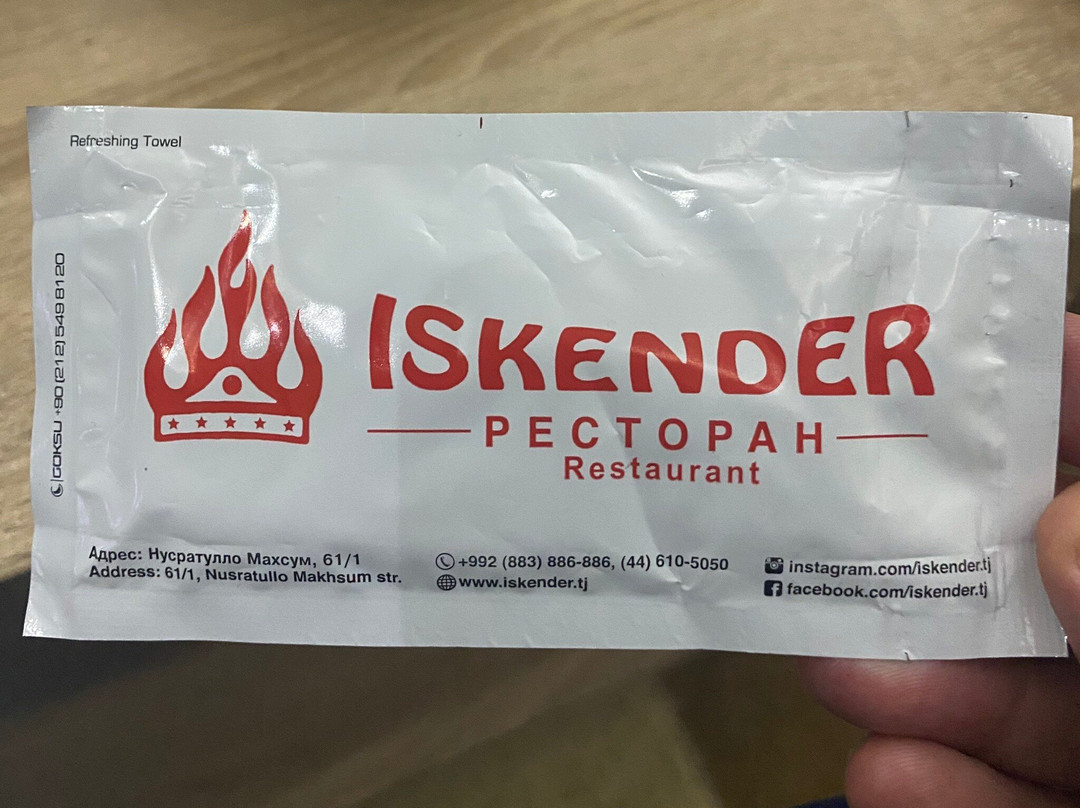 Refreshing Towel
GOKSU +90 (212) 549 81 20
ISKENDER
РЕСТОРАН
Restaurant
Адрес: Нусратулло Махсум, 61/1
Address: 61/1, Nusratullo Makhsum str.
+992 (883) 886-886, (44) 610-5050
www.iskender.tj
instagram.com/iskender.tj
facebook.com/iskender.tj